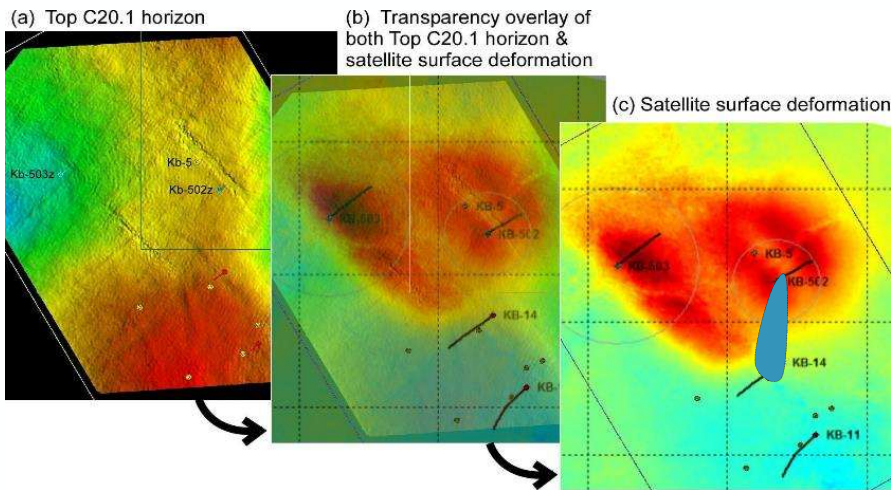 (a) Top C20.1 horizon
(b) Transparency overlay of
both Top C20.1 horizon &
satellite surface deformation
(c) Satellite surface deformation
Kb-5
Kb-503z
Kb-502z
KB-503
KB-5
KB-502
KB-14
KB-
KB-503
KB-5
KB-502
KB-14
KB-11